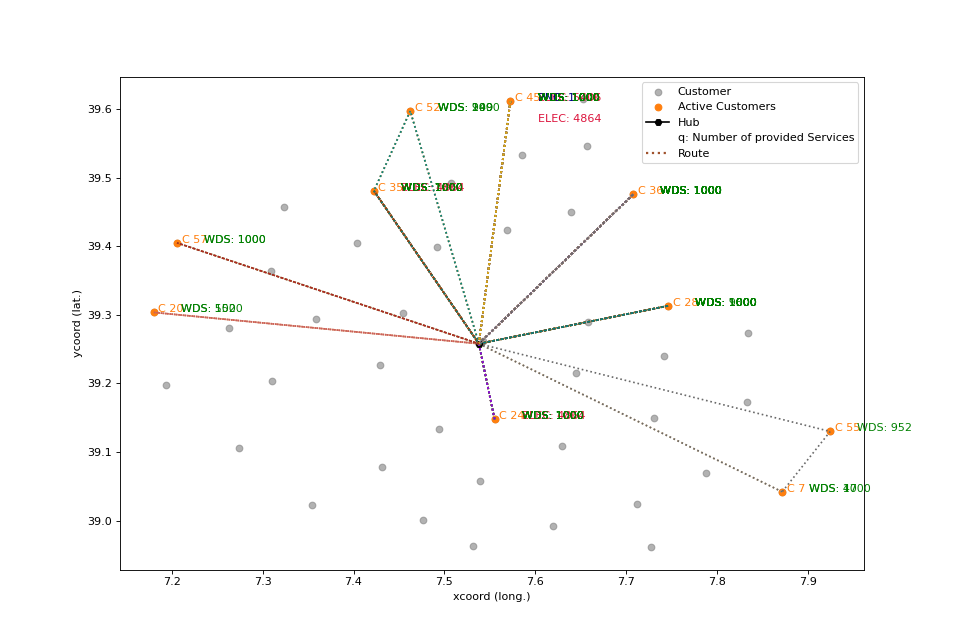 39.6
39.5
39.4
39.3
39.2
39.1
39.0
7.2
7.3
7.4
7.5
7.6
7.7
7.8
7.9
xcoord (long.)
ycoord (lat.)
Customer
Active Customers
Hub
q: Number of provided Services
Route
C 52 WDS:
C 45
ELEC: 4864
C 35 WDS:
C 36 WDS: 1000
C 57 WDS: 1000
C 20 WDS:
C 28 WDS:
C 24 WDS:
C 55 WDS: 952
C 7 WDS: